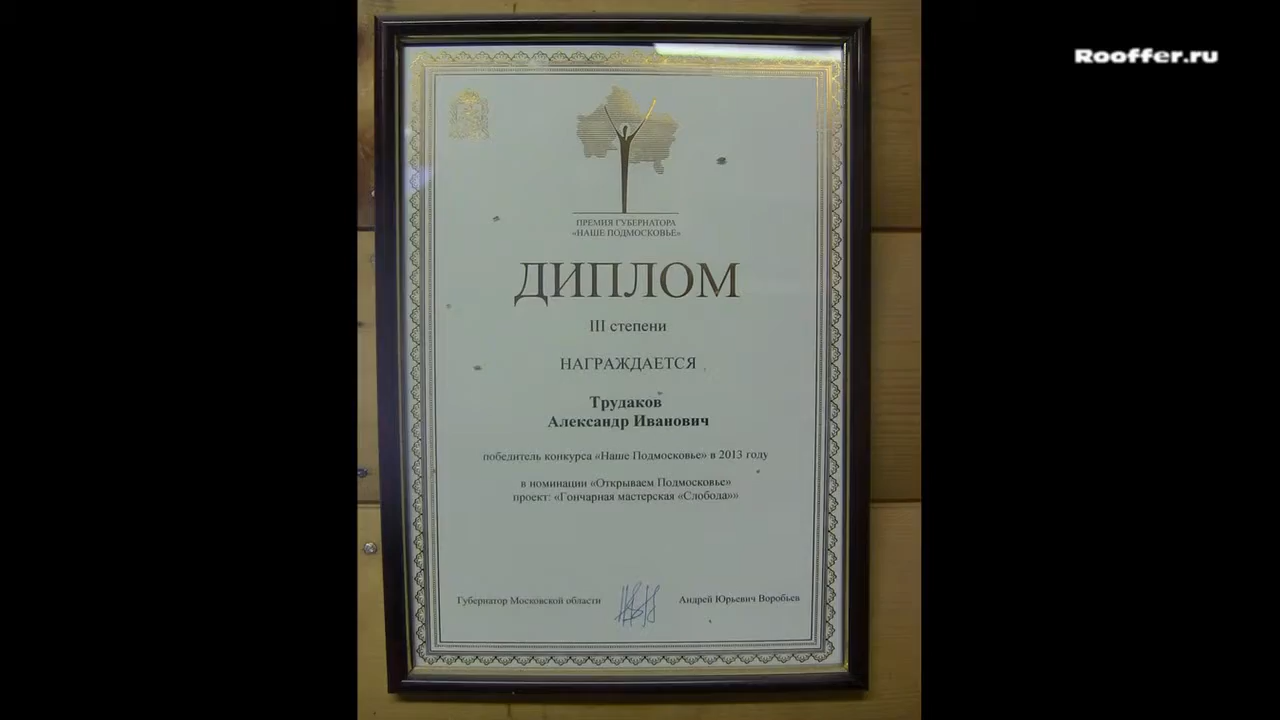 Rooffer.ru
ПРЕМИЯ ГУБЕРНАТОРА
«НАШЕ ПОДМОСКОВЬЕ»
ДИПЛОМ
III степени
НАГРАЖДАЕТСЯ
Трудаков
Александр Иванович
победитель конкурса «Наше Подмосковье» в 2013 году
в номинации «Открываем Подмосковье»
проект: «Гончарная мастерская «Слобода»»
Губернатор Московской области
Андрей Юрьевич Воробьев